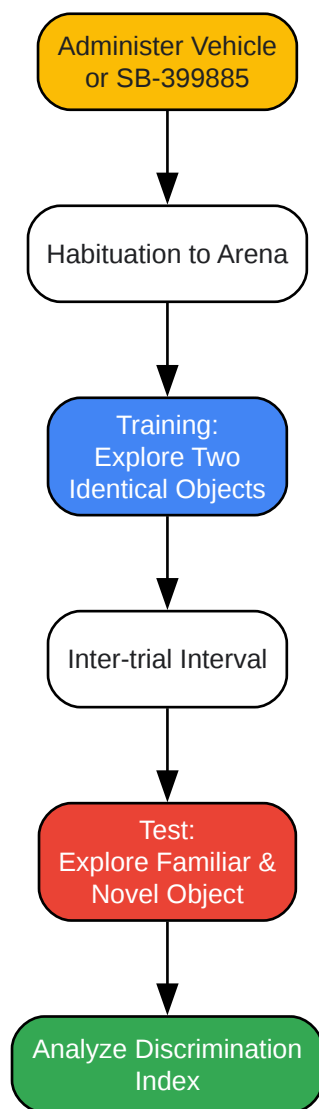 Administer Vehicle
or SB-399885
Habituation to Arena
Training:
Explore Two
Identical Objects
Inter-trial Interval
Test:
Explore Familiar &
Novel Object
Analyze Discrimination
Index